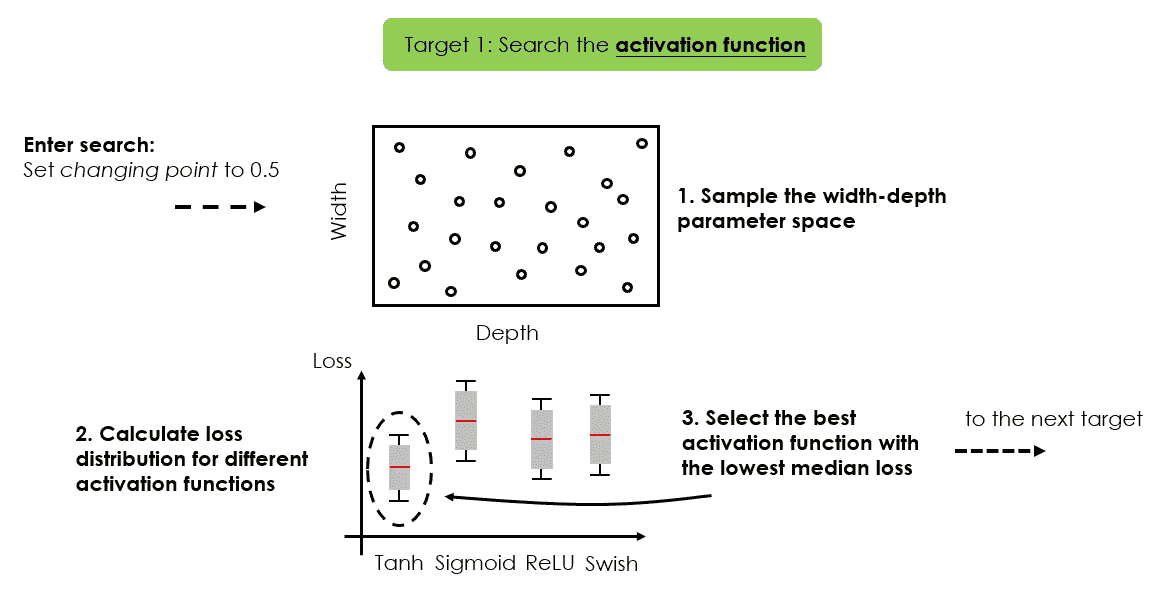 Target 1: Search the activation function
Enter search:
Set changing point to 0.5
Width
1. Sample the width-depth
parameter space
Depth
Loss
2. Calculate loss
distribution for different
activation functions
3. Select the best
activation function with
the lowest median loss
to the next target
Tanh Sigmoid ReLU Swish